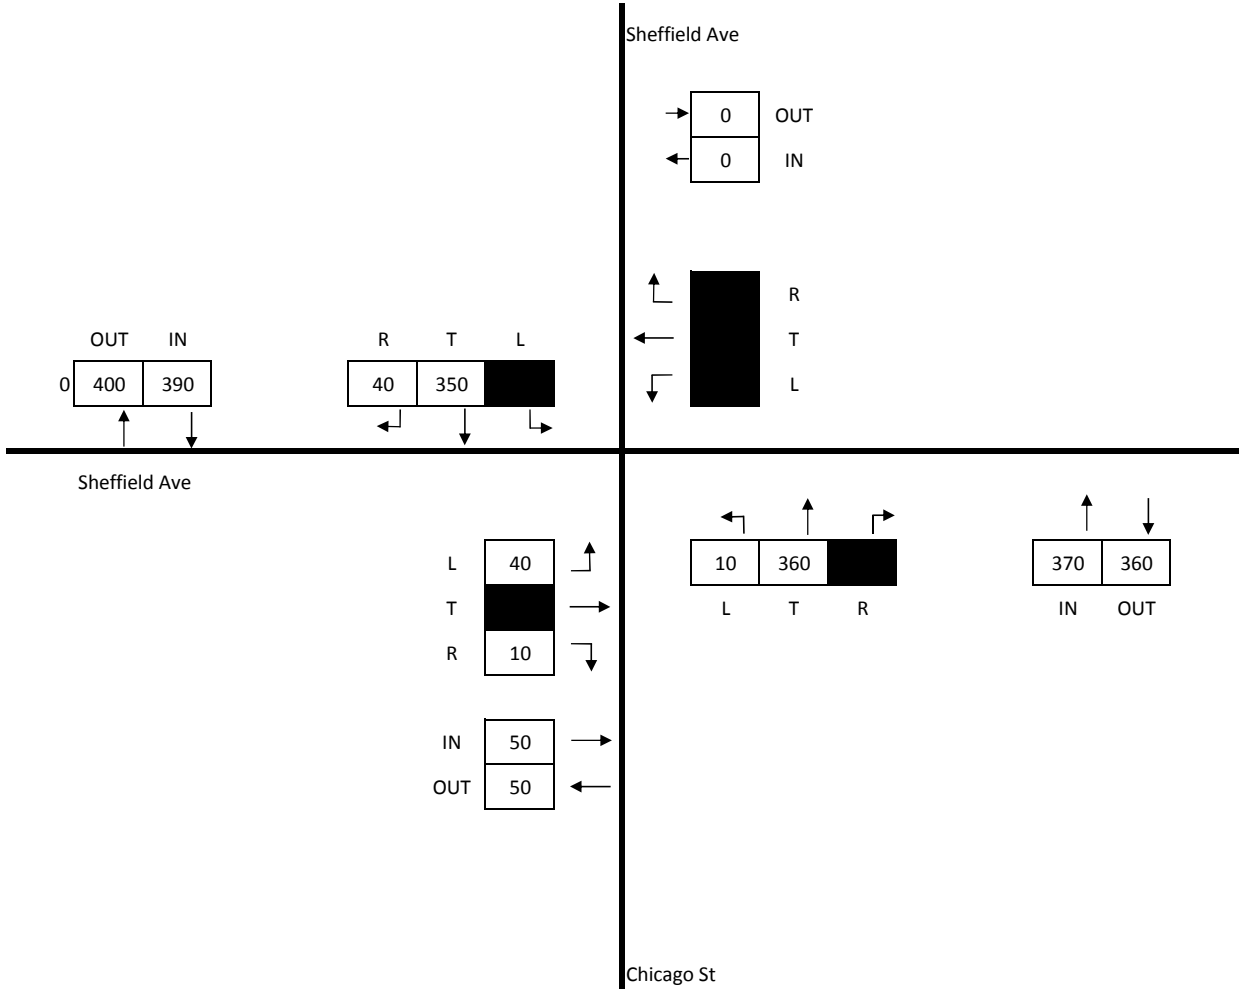 Sheffield Ave
0 OUT
0 IN
R
OUT IN R T L T
0 400 390 40 350 L
Sheffield Ave
L 40 10 360 370 360
T L T R IN OUT
R 10
IN 50
OUT 50
Chicago St